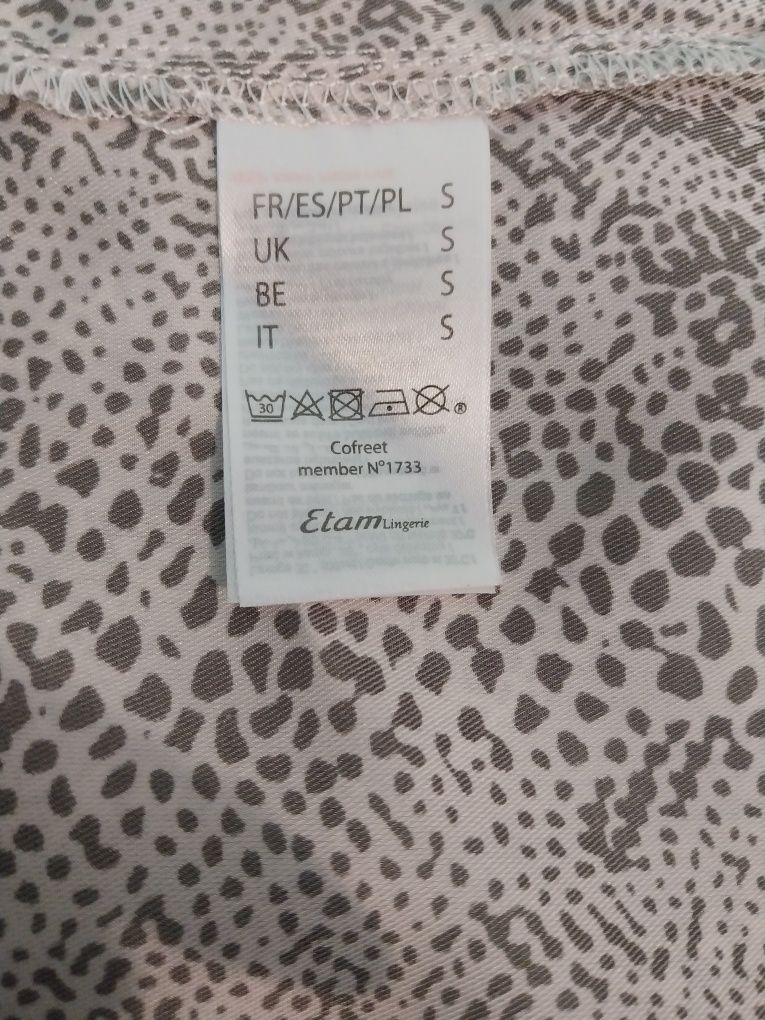 FR/ES/PT/PL S
UK S
BE S
IT S
30
®
Cofreet
member N°1733
Etam Lingerie